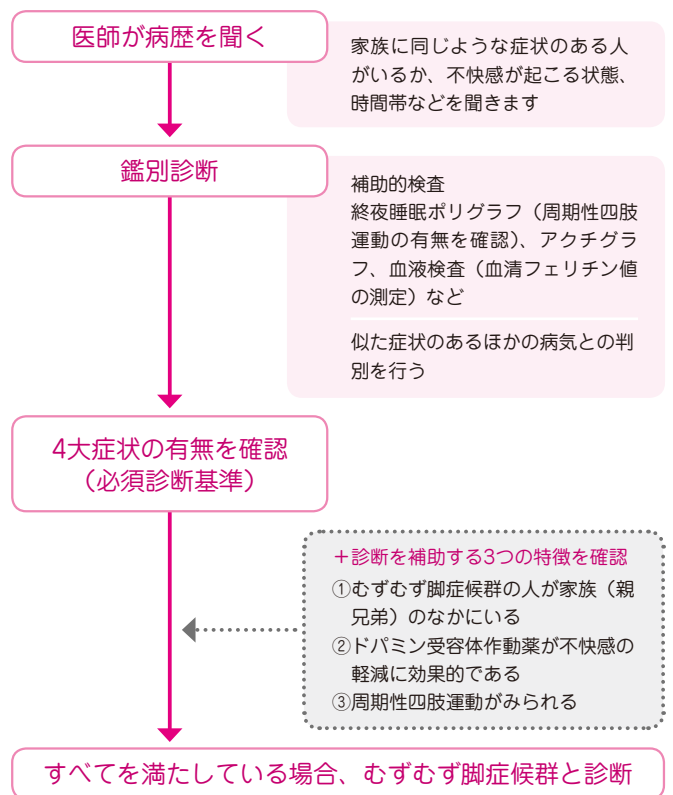 医師が病歴を聞く
家族に同じような症状のある人
がいるか、不快感が起こる状態、
時間帯などを聞きます
鑑別診断
補助的検査
終夜睡眠ポリグラフ（周期性四肢
運動の有無を確認）、アクチグラ
フ、血液検査（血清フェリチン値
の測定）など
似た症状のあるほかの病気との判
別を行う
4大症状の有無を確認
（必須診断基準）
＋診断を補助する3つの特徴を確認
①むずむず脚症候群の人が家族（親
兄弟）のなかにいる
②ドパミン受容体作動薬が不快感の
軽減に効果的である
③周期性四肢運動がみられる
すべてを満たしている場合、むずむず脚症候群と診断